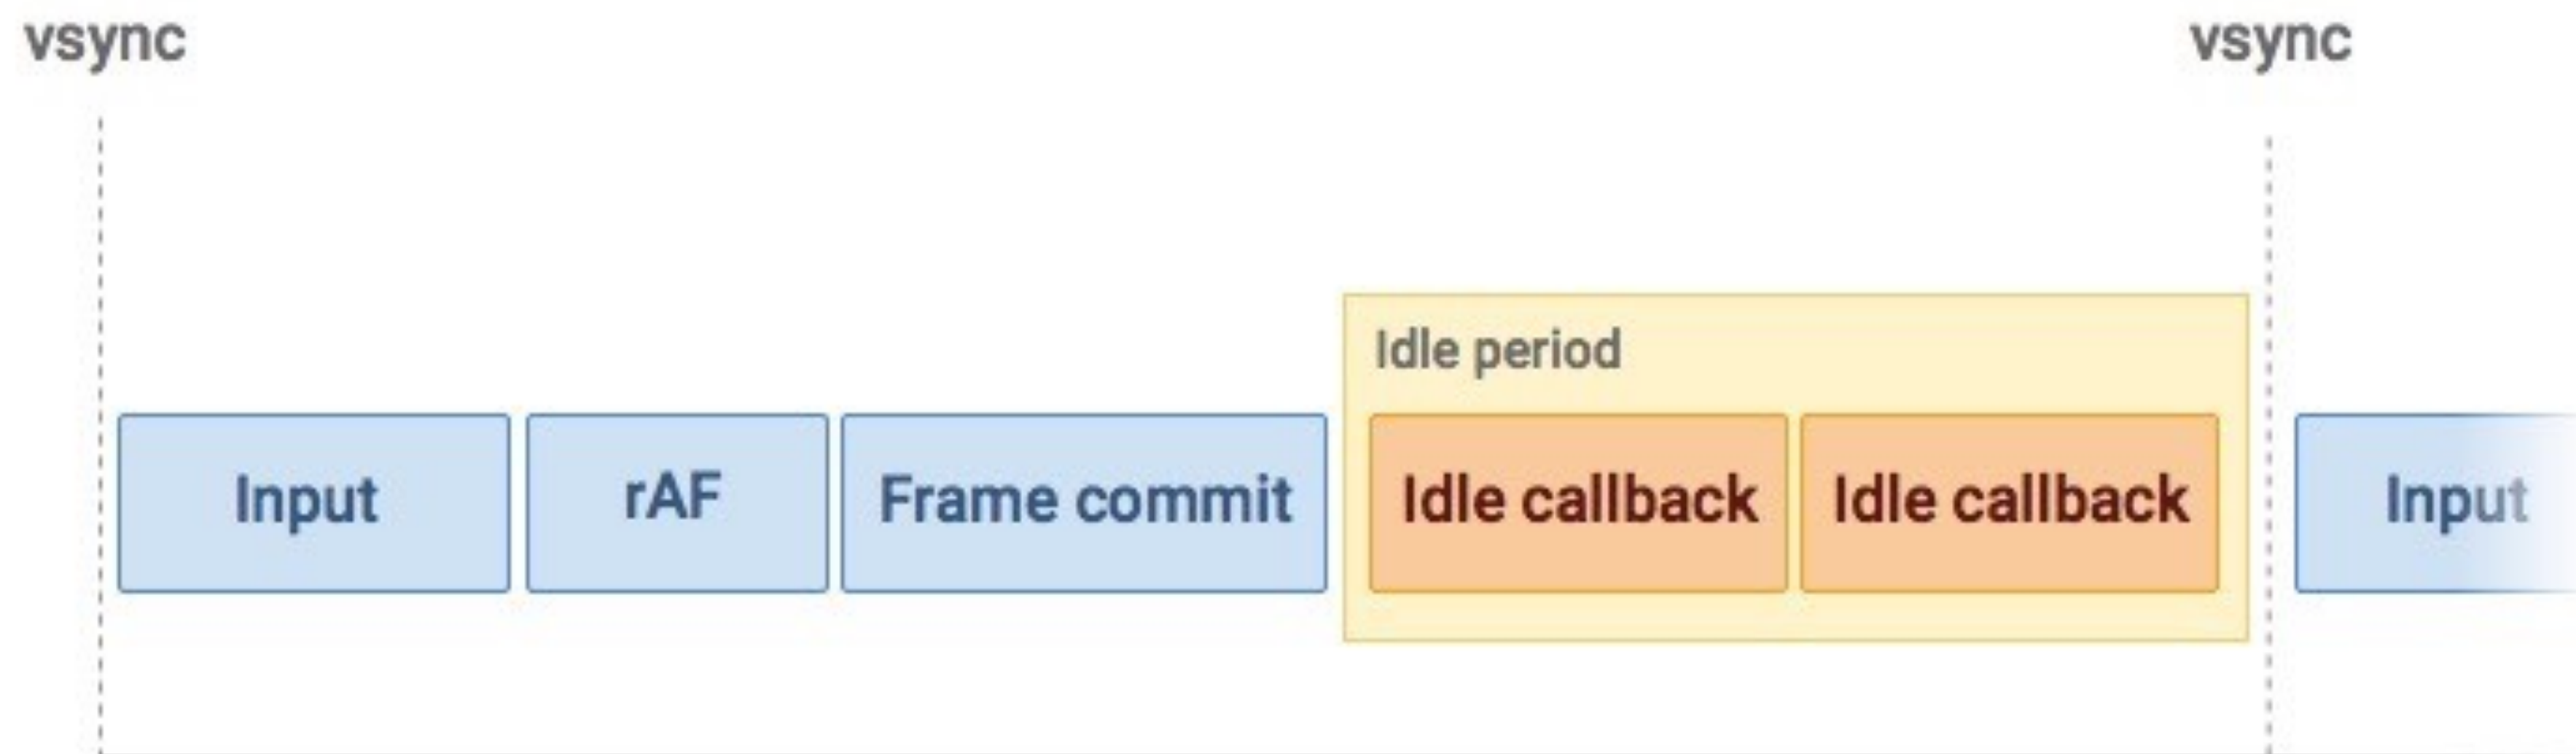 vsync vsync
Idle period
Input rAF Frame commit Idle callback Idle callback Input